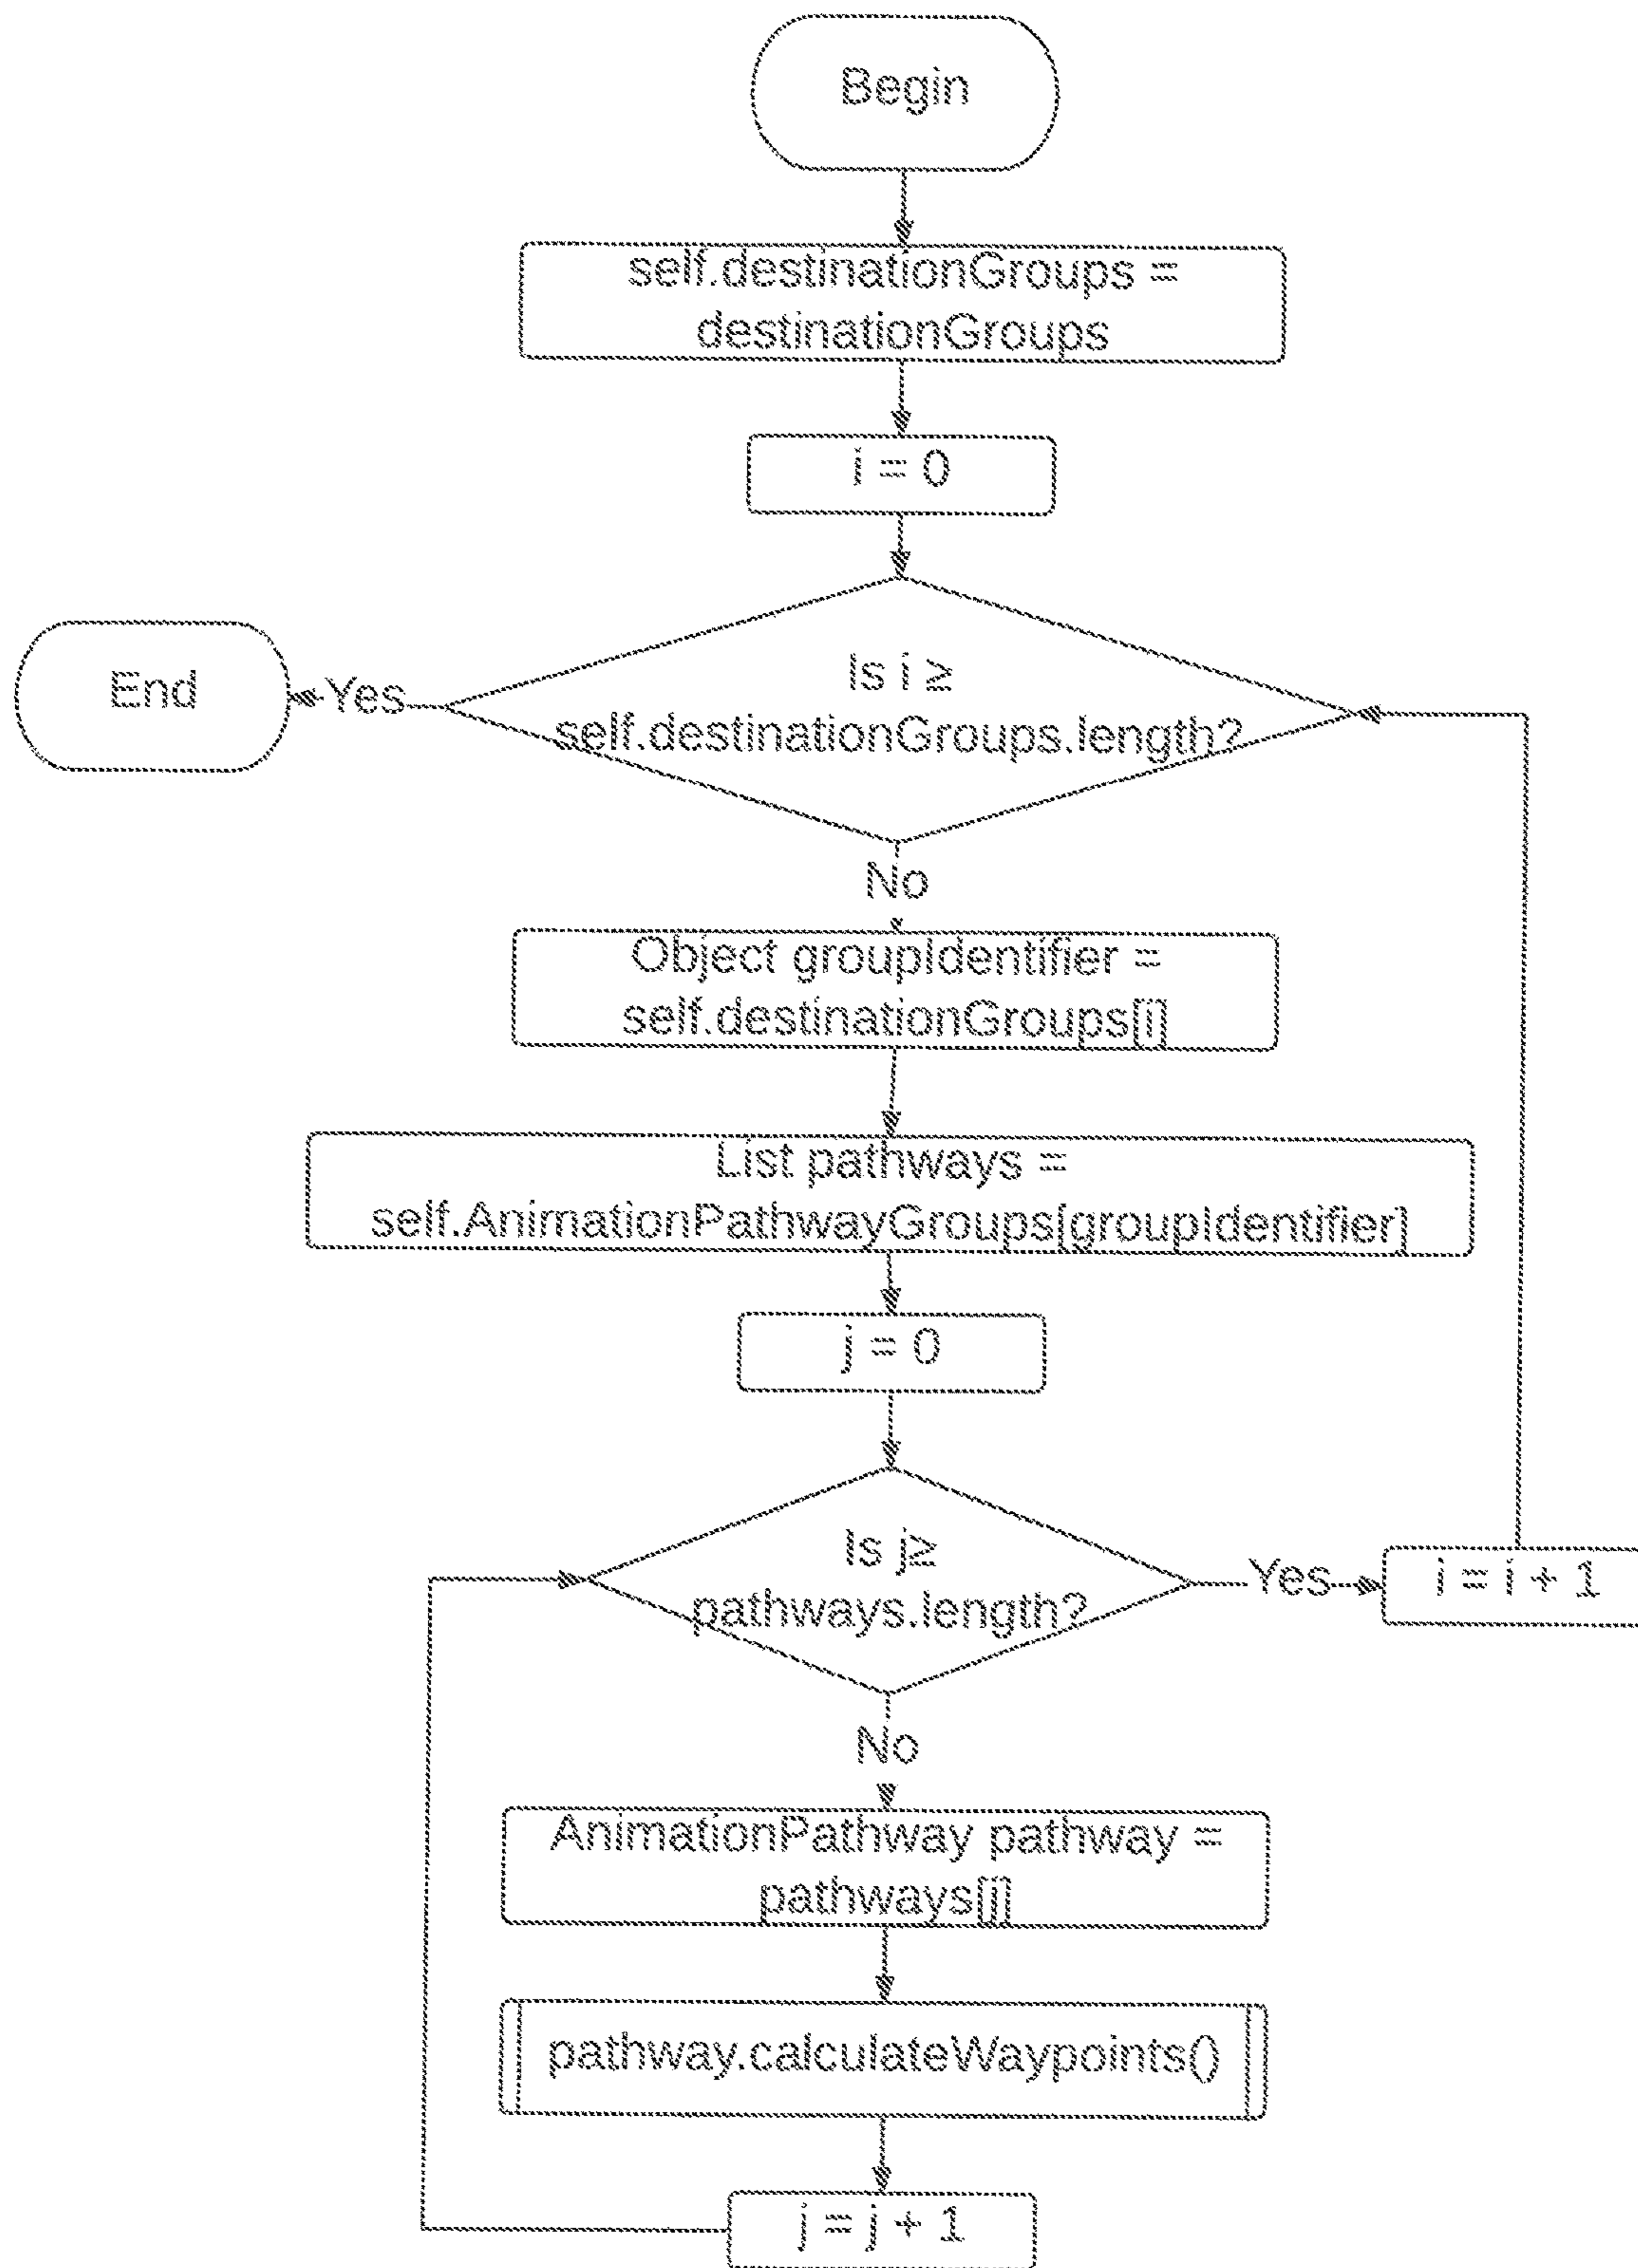 Begin
self.destinationGroups =
destinationGroups
i = 0
Is i ≥
self.destinationGroups.length?
Yes
End
No
Object groupIdentifier =
self.destinationGroups[i]
List pathways =
self.AnimationPathwayGroups[groupIdentifier]
j = 0
Is j≥
pathways.length?
Yes
i = i + 1
No
AnimationPathway pathway =
pathways[j]
pathway.calculateWaypoints()
j = j + 1